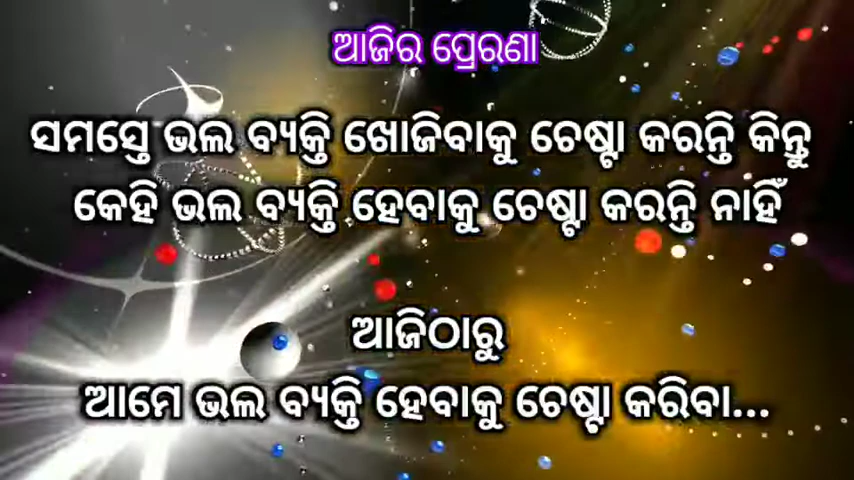 ଆଜିର ପ୍ରେରଣା
ସମସ୍ତେ ଭଲ ବ୍ୟକ୍ତି ଖୋଜିବାକୁ ଚେଷ୍ଟା କରନ୍ତି କିନ୍ତୁ
କେହି ଭଲ ବ୍ୟକ୍ତି ହେବାକୁ ଚେଷ୍ଟା କରନ୍ତି ନାହିଁ
ଆଜିଠାରୁ
ଆମେ ଭଲ ବ୍ୟକ୍ତି ହେବାକୁ ଚେଷ୍ଟା କରିବା...